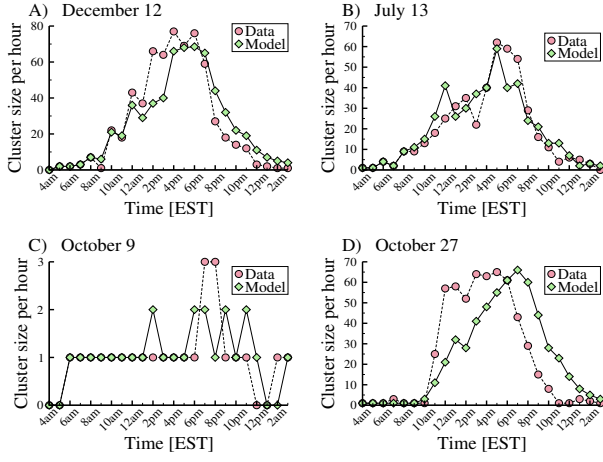 A) December 12
Cluster size per hour
80
60
40
20
0
Data
Model
4am 6am 8am 10am 12am 2pm 4pm 6pm 8pm 10pm 12pm 2am
Time [EST]
B) July 13
Cluster size per hour
70
60
50
40
30
20
10
0
Data
Model
4am 6am 8am 10am 12am 2pm 4pm 6pm 8pm 10pm 12pm 2am
Time [EST]
C) October 9
Cluster size per hour
3
2
1
0
Data
Model
4am 6am 8am 10am 12am 2pm 4pm 6pm 8pm 10pm 12pm 2am
Time [EST]
D) October 27
Cluster size per hour
70
60
50
40
30
20
10
0
Data
Model
4am 6am 8am 10am 12am 2pm 4pm 6pm 8pm 10pm 12pm 2am
Time [EST]